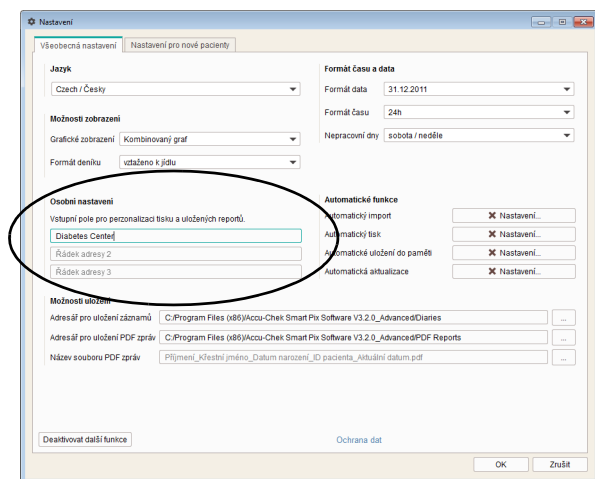 Nastavení
Všeobecná nastavení
Nastavení pro nové pacienty
Jazyk
Czech / Česky
Možnosti zobrazení
Grafické zobrazení Kombinovaný graf
Formát deníku vztaženo k jídlu
Formát času a data
Formát data 31.12.2011
Formát času 24h
Nepracovní dny sobota / neděle
Osobní nastavení
Vstupní pole pro perzonalizaci tisku a uložených reportů.
Diabetes Center
Řádek adresy 2
Řádek adresy 3
Automatické funkce
Automatický import Nastavení...
Automatický tisk Nastavení...
Automatické uložení do paměti Nastavení...
Automatická aktualizace Nastavení...
Možnosti uložení
Adresář pro uložení záznamů C:/Program Files (x86)/Accu-Chek Smart Pix Software V3.2.0_Advanced/Diaries ...
Adresář pro uložení PDF zpráv C:/Program Files (x86)/Accu-Chek Smart Pix Software V3.2.0_Advanced/PDF Reports ...
Název souboru PDF zpráv Příjmení_Křestní jméno_Datum narození_ID pacienta_Aktuální datum.pdf ...
Deaktivovat další funkce
Ochrana dat
OK
Zrušit